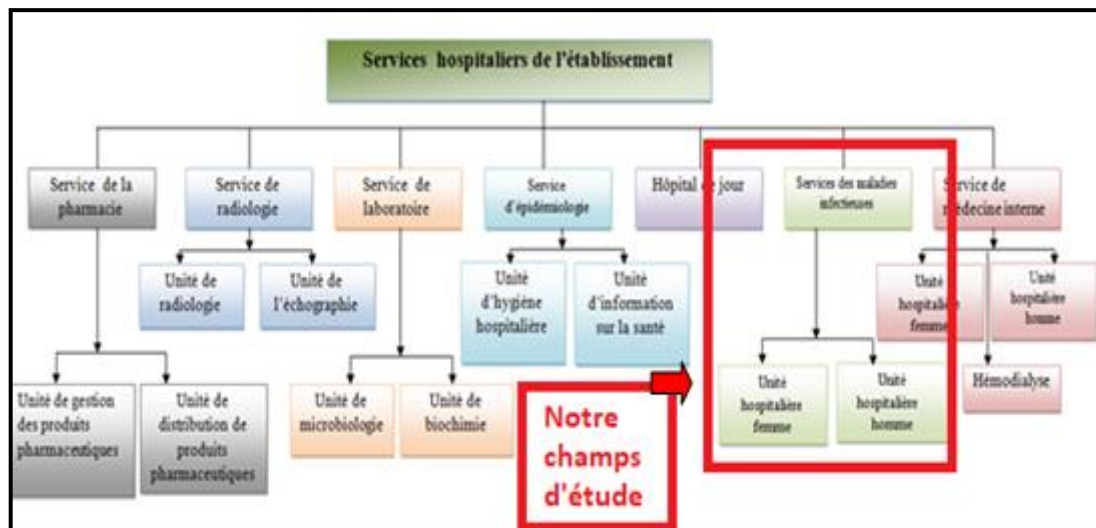 Services hospitaliers de l'établissement
Service de la
pharmacie
Service de
radiologie
Service de
laboratoire
Service
d'épidémiologie
Hôpital de jour
Services des maladies
infectieuses
Service de
médecine interne
Unité de
radiologie
Unité de
l'échographie
Unité
d'hygiène
hospitalière
Unité
d'information
sur la santé
Unité
hospitalière
femme
Unité
hospitalière
homme
Unité de gestion
des produits
pharmaceutiques
Unité de
distribution de
produits
pharmaceutiques
Unité de
microbiologie
Unité de
biochimie
Notre
champs
d'étude
Unité
hospitalière
femme
Unité
hospitalière
homme
Hémodialyse